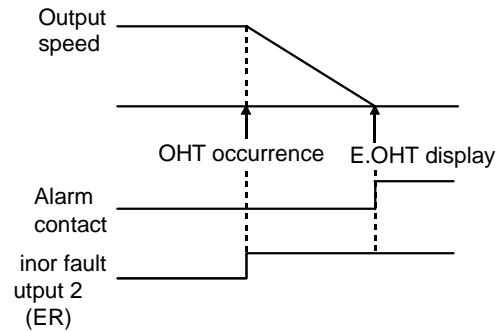 Output
speed
OHT occurrence
E.OHT display
Alarm
contact
inor fault
utput 2
(ER)